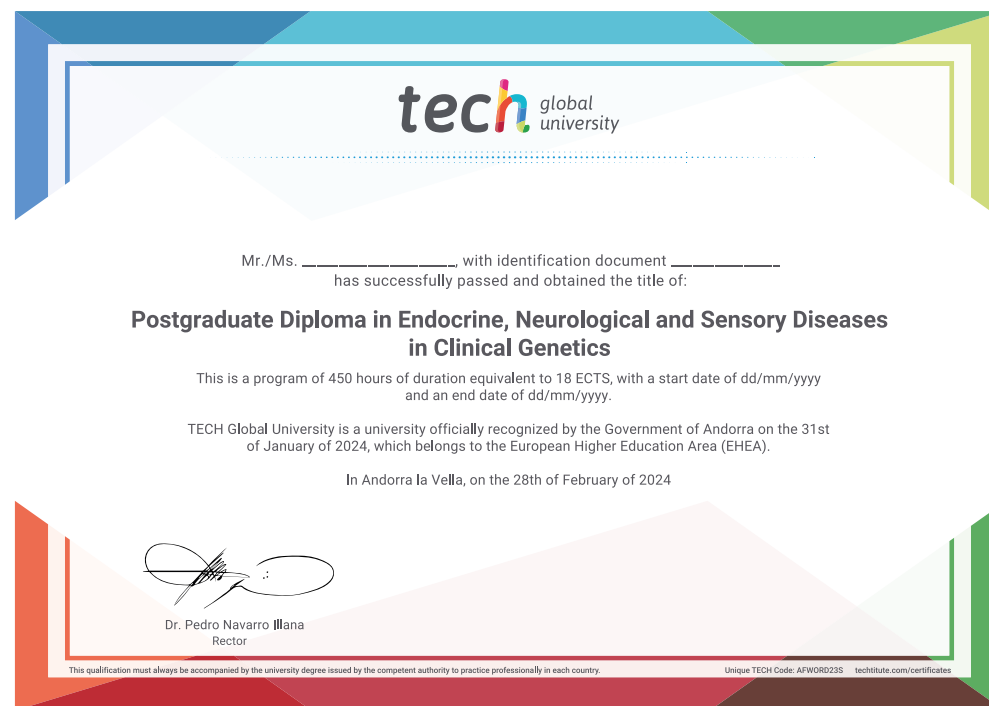 tech global
university
Mr./Ms. ___________________, with identification document ______________
has successfully passed and obtained the title of:
Postgraduate Diploma in Endocrine, Neurological and Sensory Diseases
in Clinical Genetics
This is a program of 450 hours of duration equivalent to 18 ECTS, with a start date of dd/mm/yyyy
and an end date of dd/mm/yyyy.
TECH Global University is a university officially recognized by the Government of Andorra on the 31st
of January of 2024, which belongs to the European Higher Education Area (EHEA).
In Andorra la Vella, on the 28th of February of 2024
Dr. Pedro Navarro Illana
Rector
This qualification must always be accompanied by the university degree issued by the competent authority to practice professionally in each country.
Unique TECH Code: AFWORD23S techtitute.com/certificates